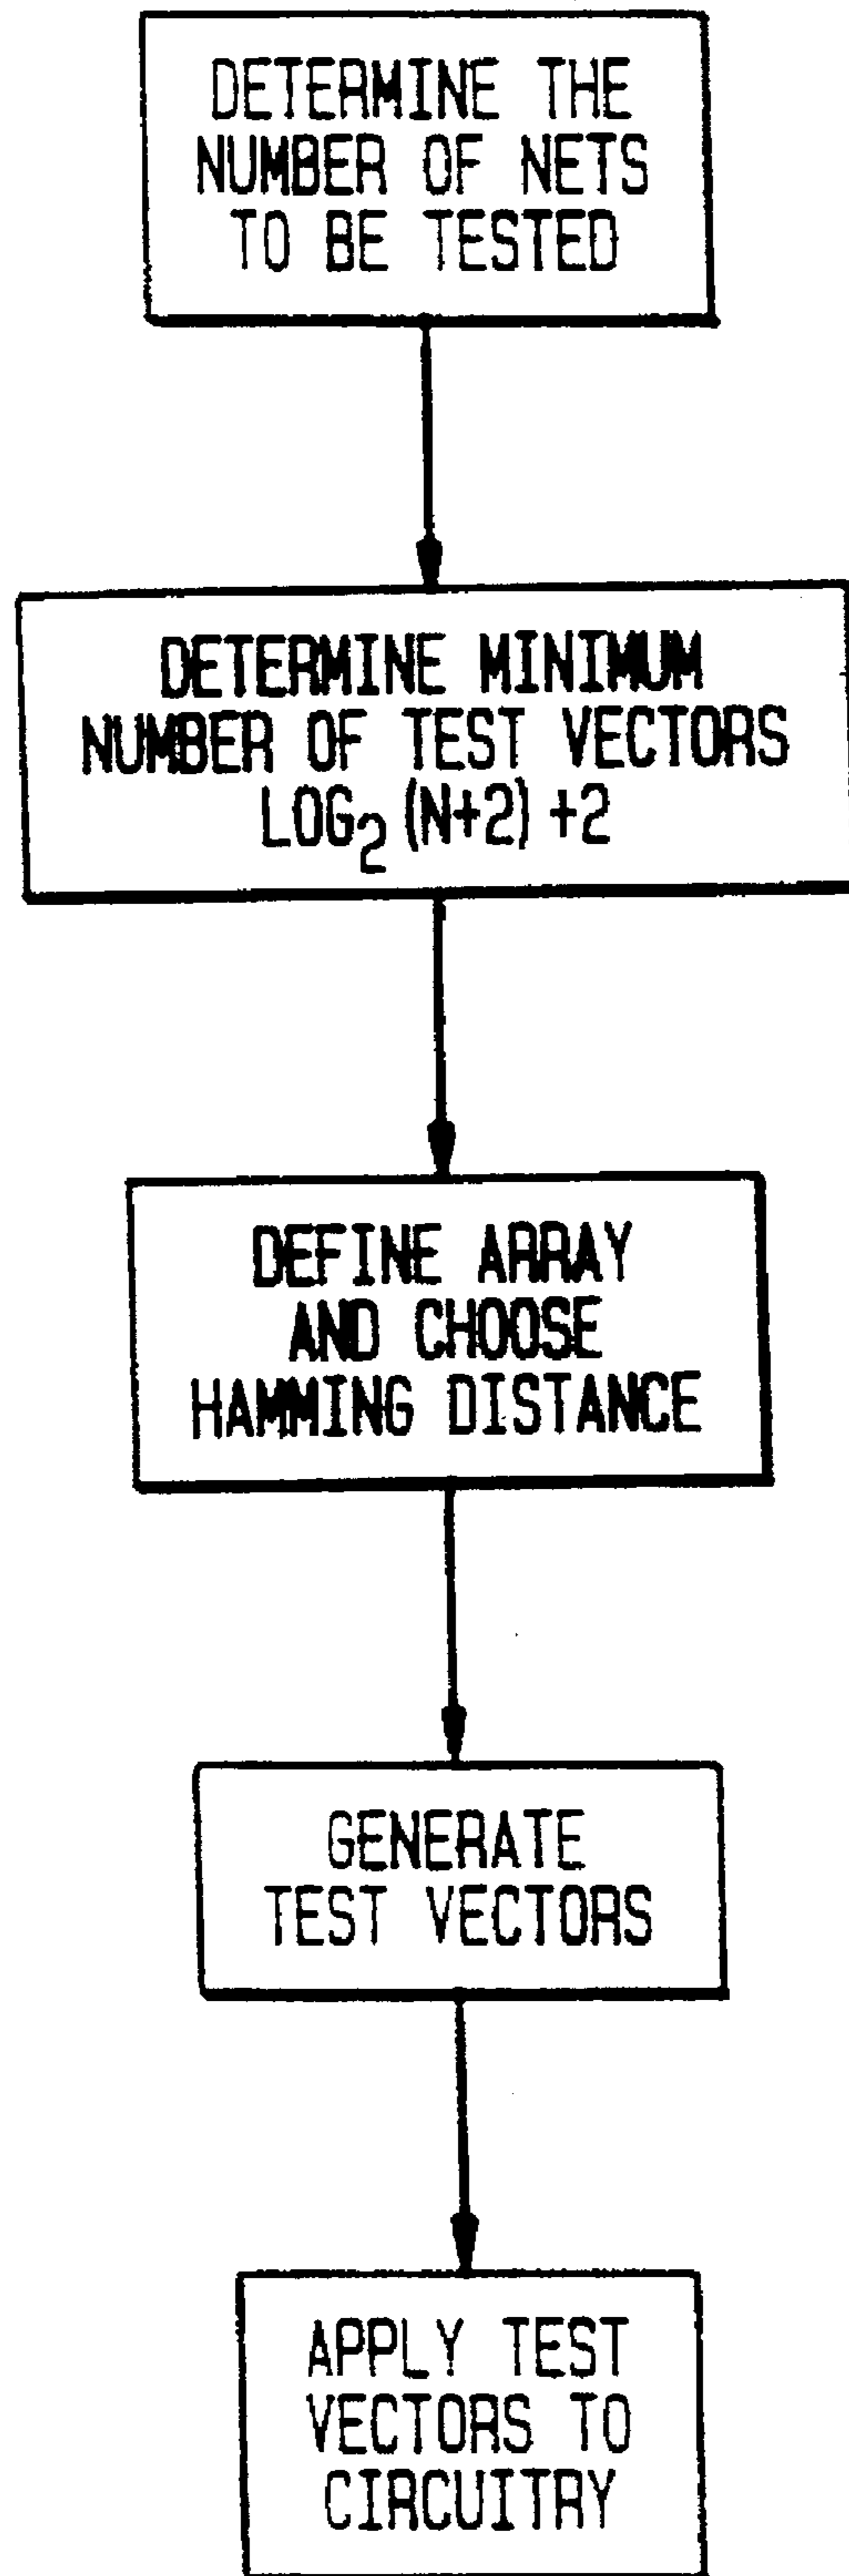 DETERMINE THE
NUMBER OF NETS
TO BE TESTED
DETERMINE MINIMUM
NUMBER OF TEST VECTORS
LOG₂ (N+2) +2
DEFINE ARRAY
AND CHOOSE
HAMMING DISTANCE
GENERATE
TEST VECTORS
APPLY TEST
VECTORS TO
CIRCUITRY